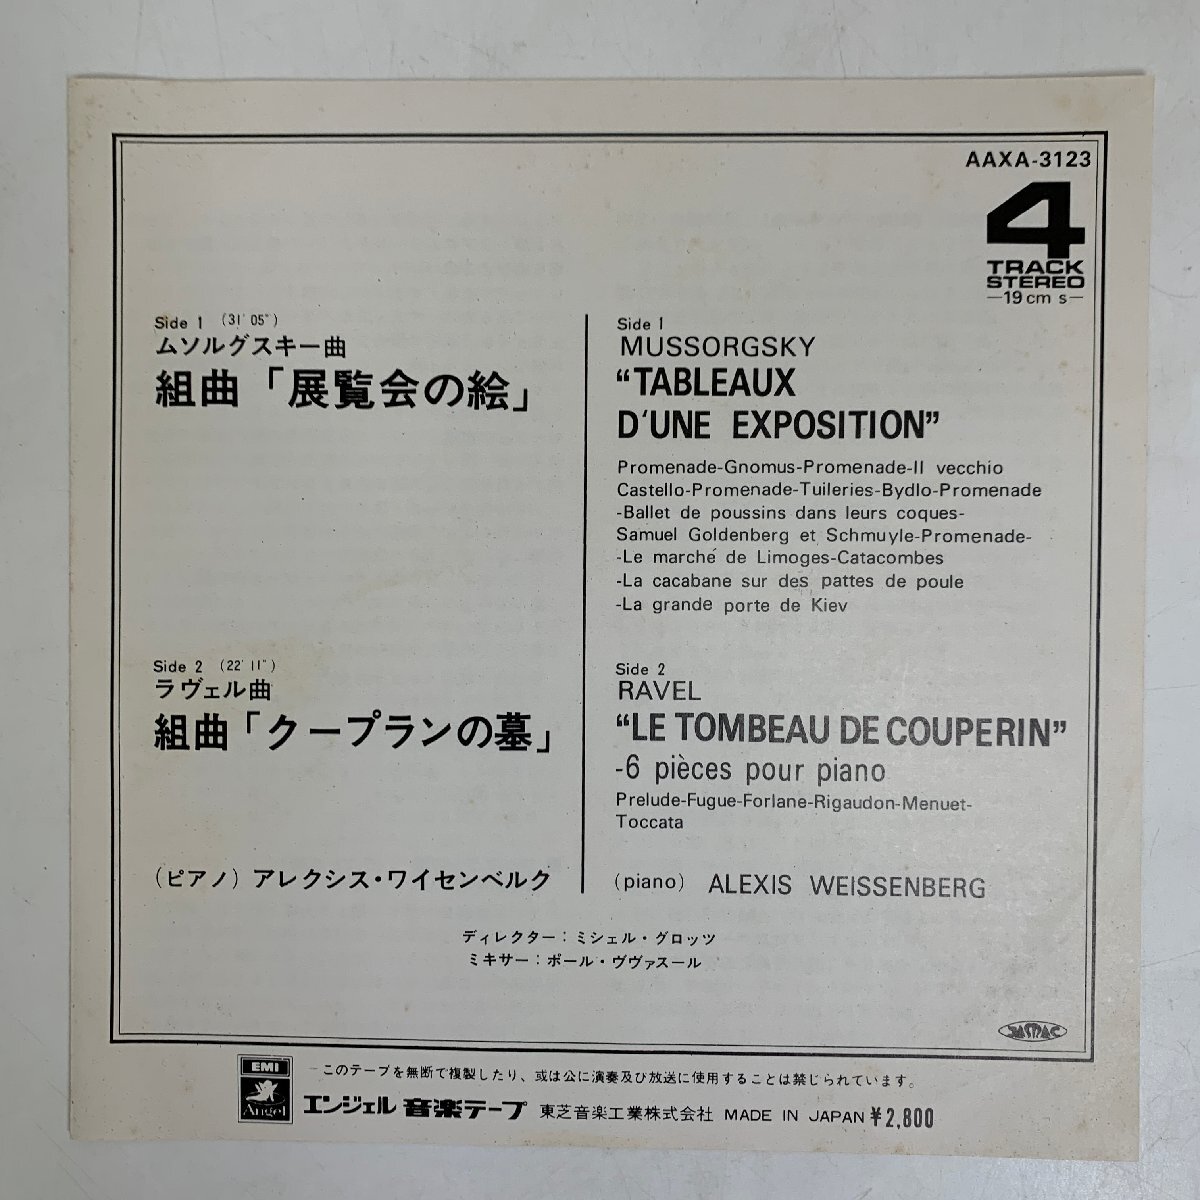 AAXA-3123
4
TRACK
STEREO
—19cm s—
Side 1 (31' 05")
ムソルグスキー曲
組曲「展覧会の絵」
Side 2 (22' 11")
ラヴェル曲
組曲「クープランの墓」
(ピアノ) アレクシス・ワイセンベルク
Side 1
MUSSORGSKY
“TABLEAUX
D'UNE EXPOSITION”
Promenade-Gnomus-Promenade-Il vecchio
Castello-Promenade-Tuileries-Bydlo-Promenade
-Ballet de poussins dans leurs coques-
Samuel Goldenberg et Schmuyle-Promenade-
-Le marché de Limoges-Catacombes
-La cacabane sur des pattes de poule
-La grande porte de Kiev
Side 2
RAVEL
“LE TOMBEAU DE COUPERIN”
-6 pièces pour piano
Prelude-Fugue-Forlane-Rigaudon-Menuet-
Toccata
(piano) ALEXIS WEISSENBERG
ディレクター：ミシェル・グロッツ
ミキサー：ポール・ヴヴァスール
JASRAC
EMI
Angel
このテープを無断で複製したり、或は公に演奏及び放送に使用することは禁じられています。
エンジェル 音楽テープ 東芝音楽工業株式会社 MADE IN JAPAN ¥2,800